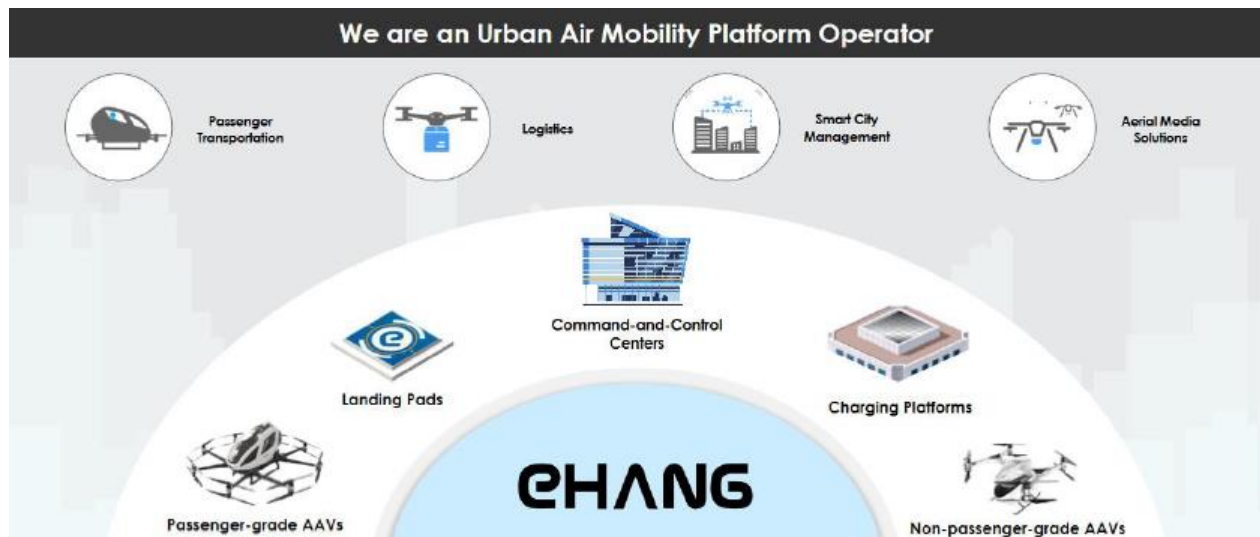 We are an Urban Air Mobility Platform Operator
Passenger
Transportation
Logistics
Smart City
Management
Aerial Media
Solutions
Command-and-Control
Centers
Landing Pads
Charging Platforms
Passenger-grade AAVs
EHANG
Non-passenger-grade AAVs